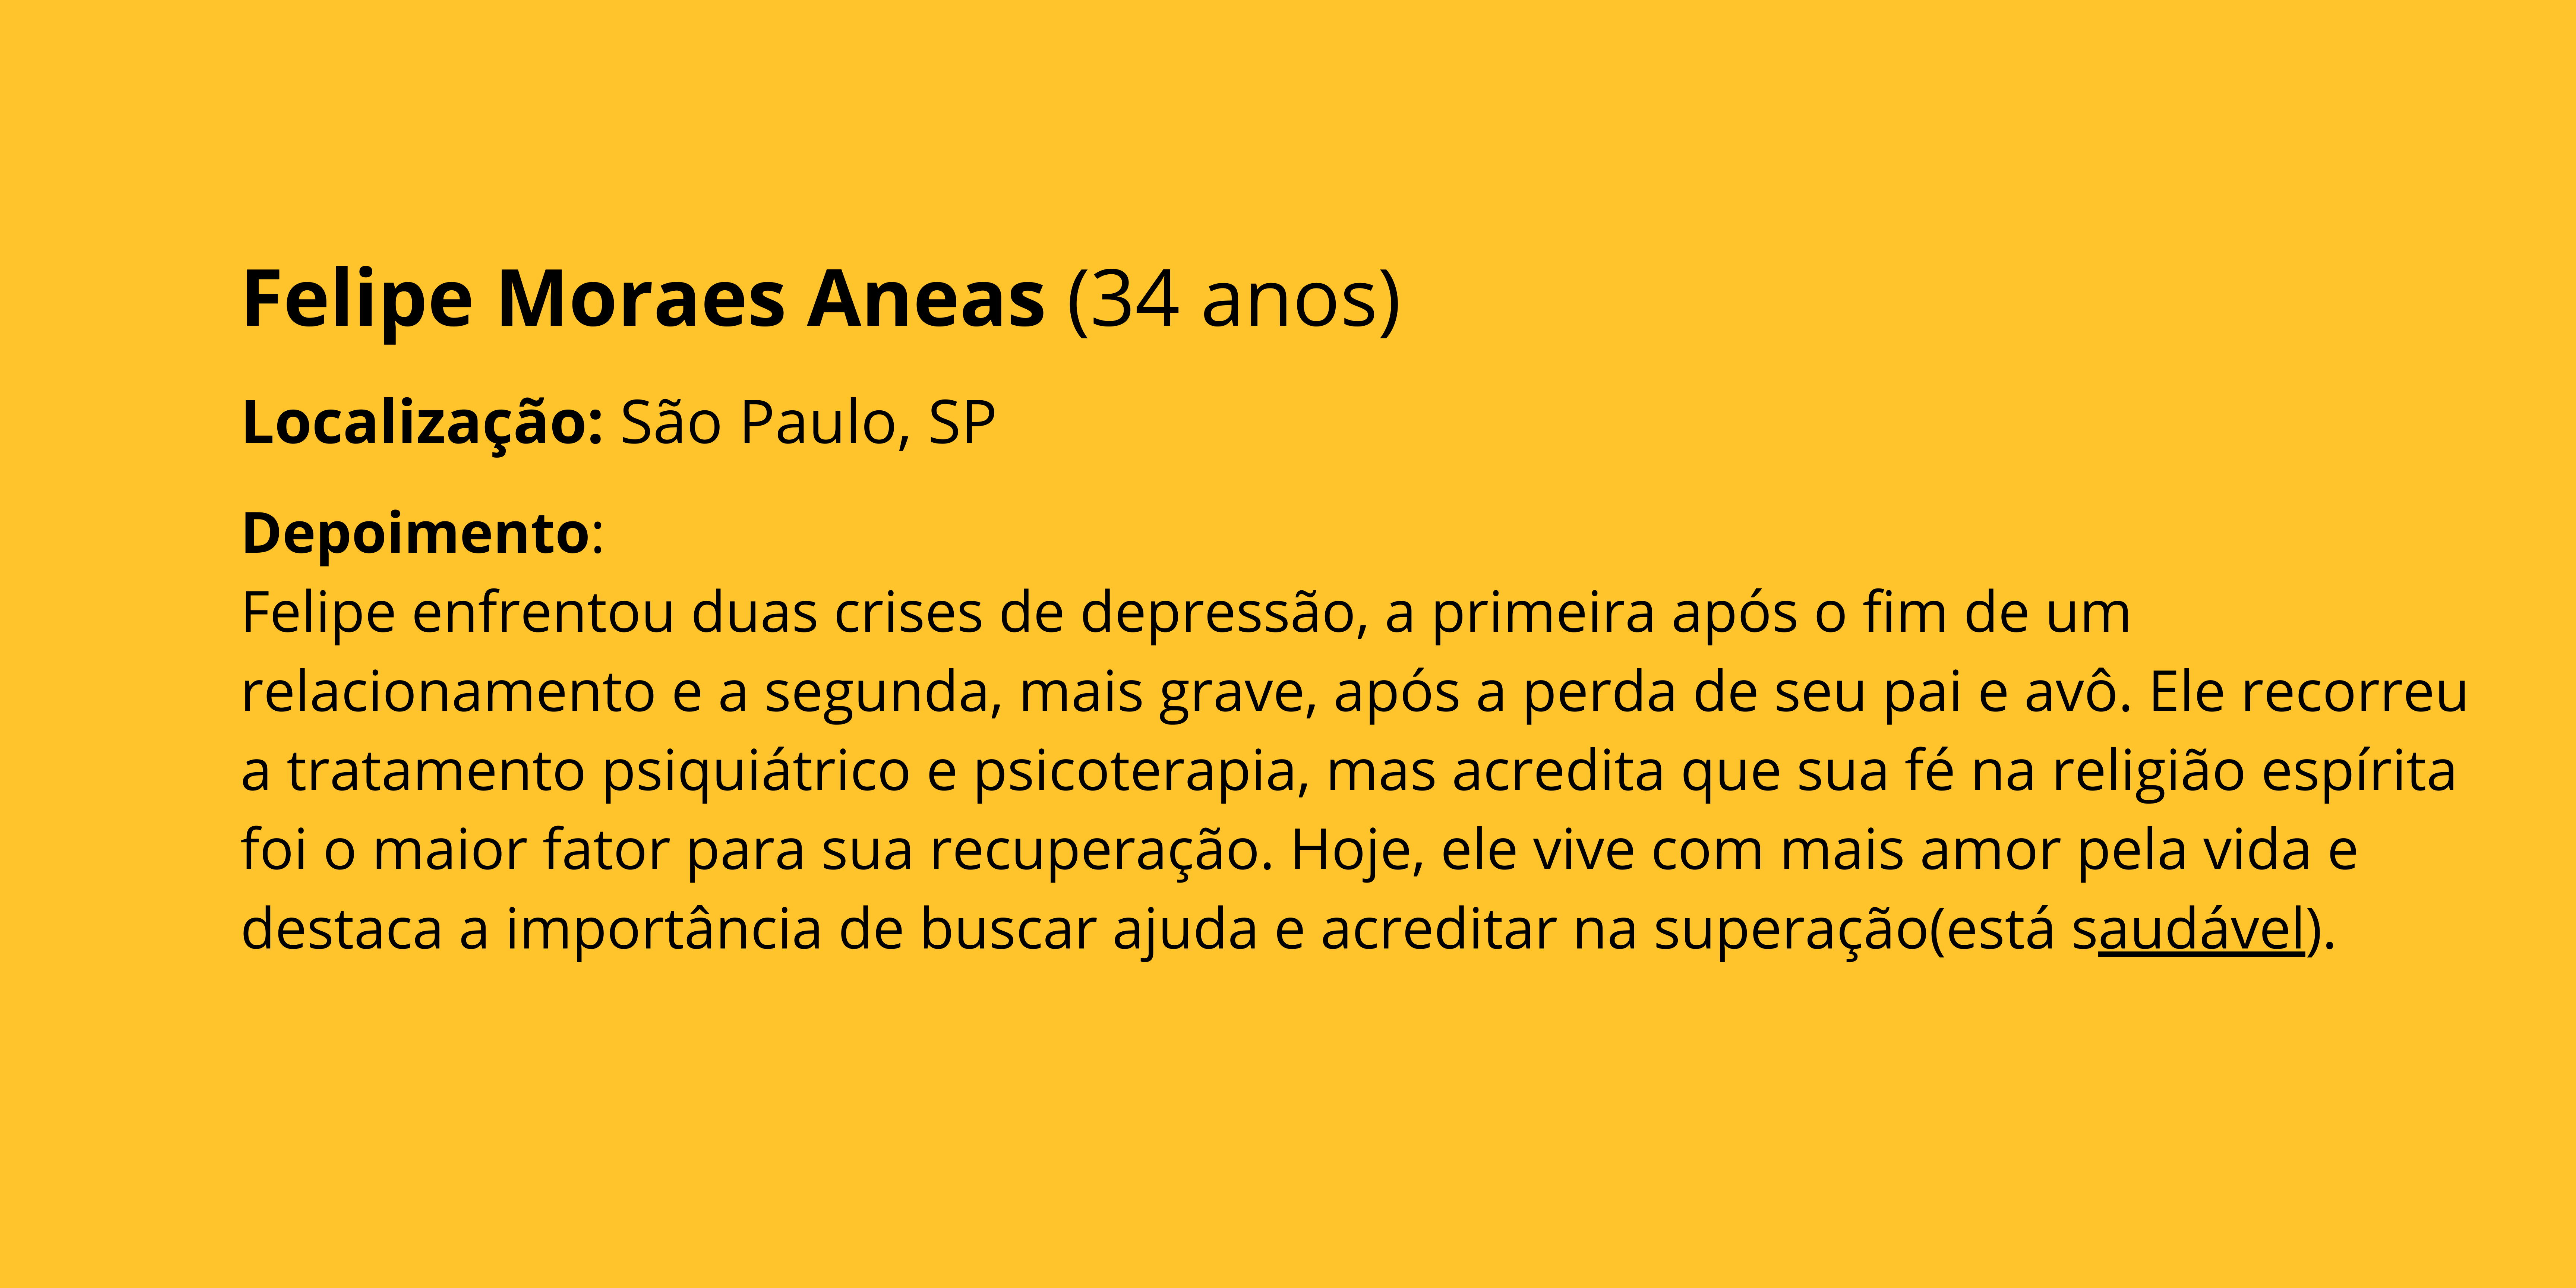 Felipe Moraes Aneas (34 anos)
Localização: São Paulo, SP
Depoimento:
Felipe enfrentou duas crises de depressão, a primeira após o fim de um
relacionamento e a segunda, mais grave, após a perda de seu pai e avô. Ele recorreu
a tratamento psiquiátrico e psicoterapia, mas acredita que sua fé na religião espírita
foi o maior fator para sua recuperação. Hoje, ele vive com mais amor pela vida e
destaca a importância de buscar ajuda e acreditar na superação(está saudável).